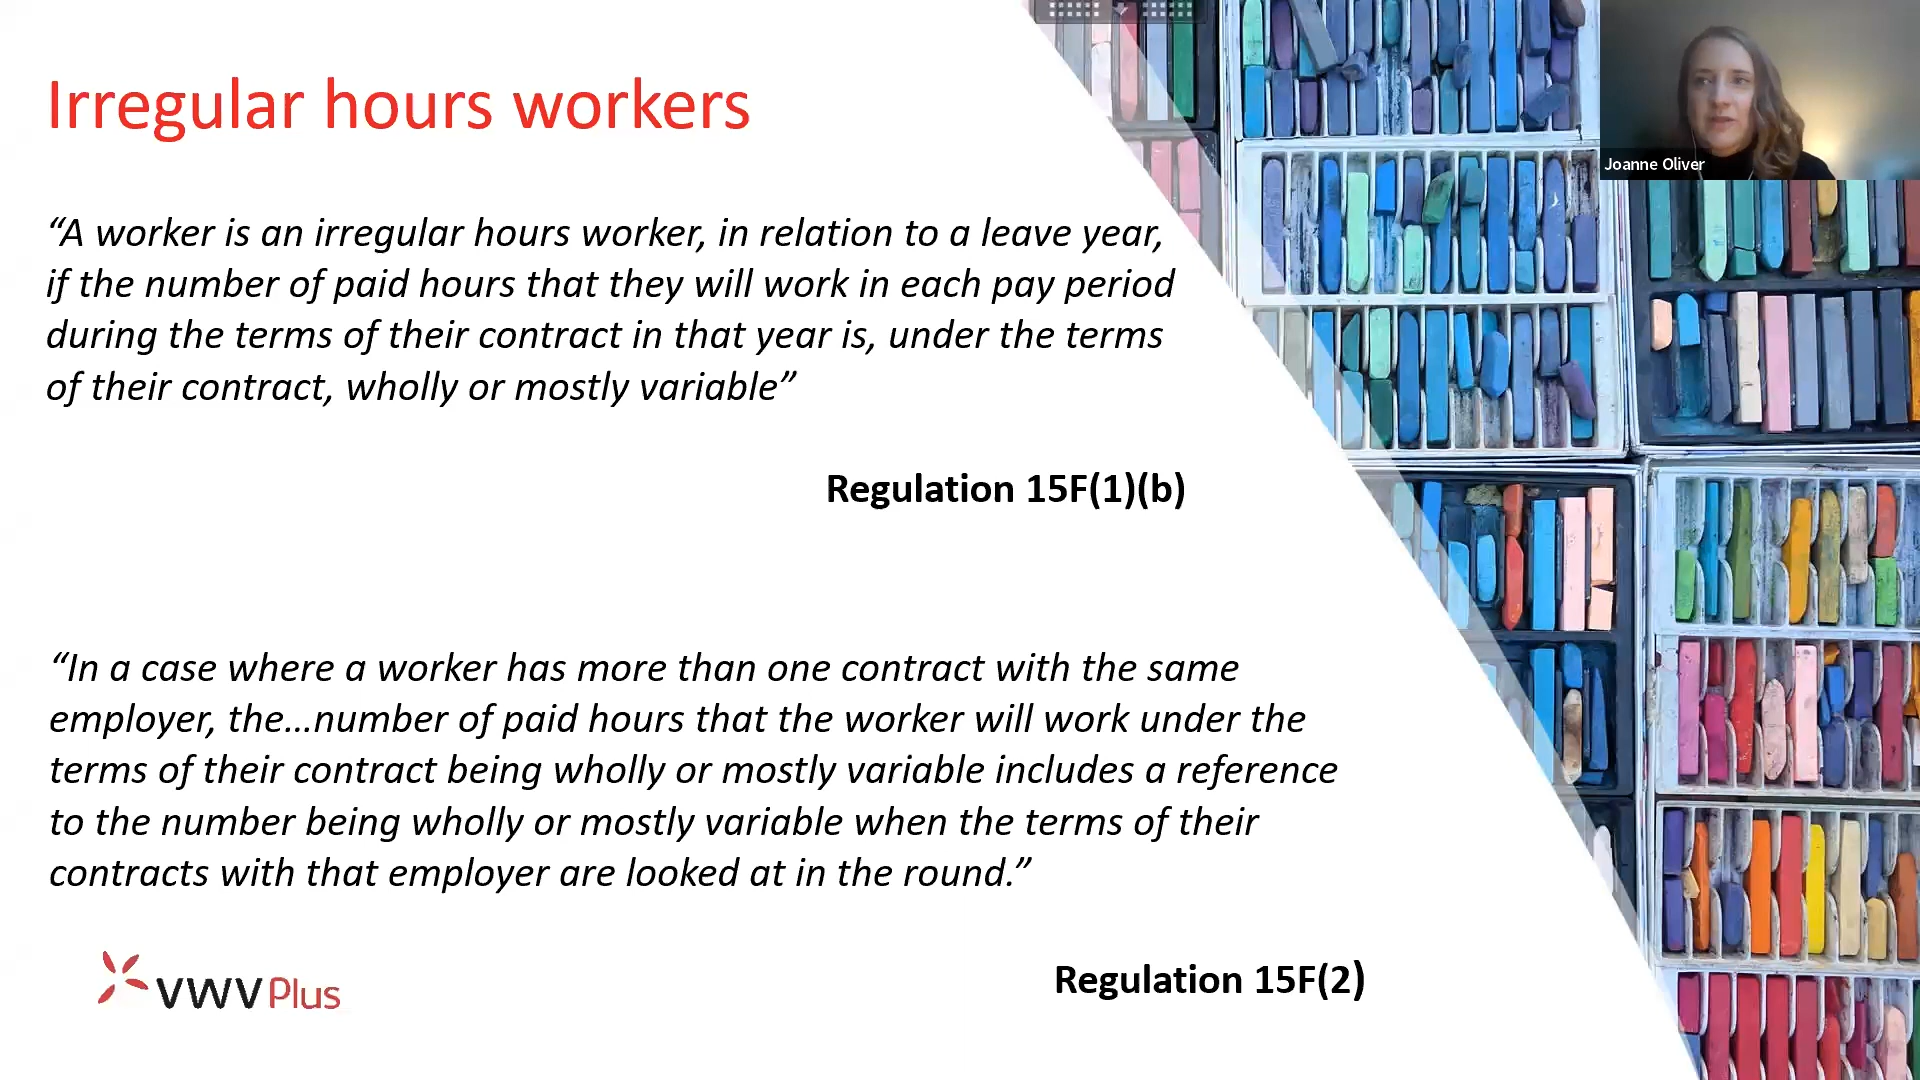 Irregular hours workers
“A worker is an irregular hours worker, in relation to a leave year,
if the number of paid hours that they will work in each pay period
during the terms of their contract in that year is, under the terms
of their contract, wholly or mostly variable”
Regulation 15F(1)(b)
“In a case where a worker has more than one contract with the same
employer, the…number of paid hours that the worker will work under the
terms of their contract being wholly or mostly variable includes a reference
to the number being wholly or mostly variable when the terms of their
contracts with that employer are looked at in the round.”
Regulation 15F(2)
VWV Plus
Joanne Oliver